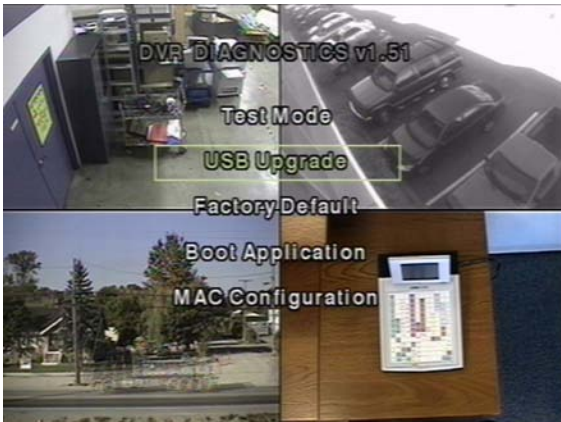 DVR DIAGNOSTICS v1.51
Test Mode
USB Upgrade
Factory Default
Boot Application
MAC Configuration